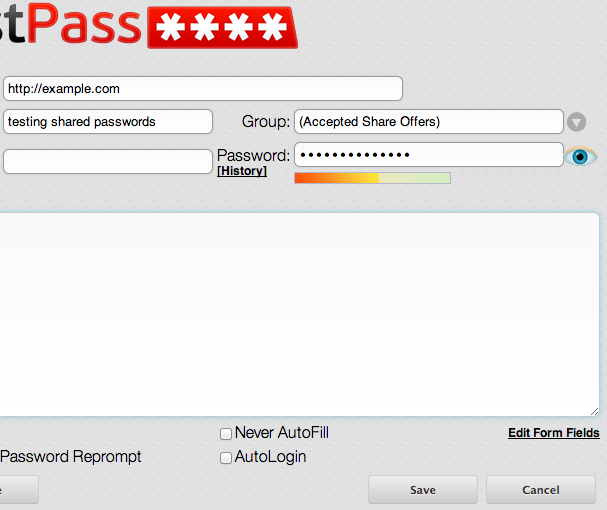 stPass ****
http://example.com
testing shared passwords
Group: (Accepted Share Offers)
Password: ••••••••••••••
[History]
Never AutoFill
Edit Form Fields
Password Reprompt
AutoLogin
e
Save
Cancel